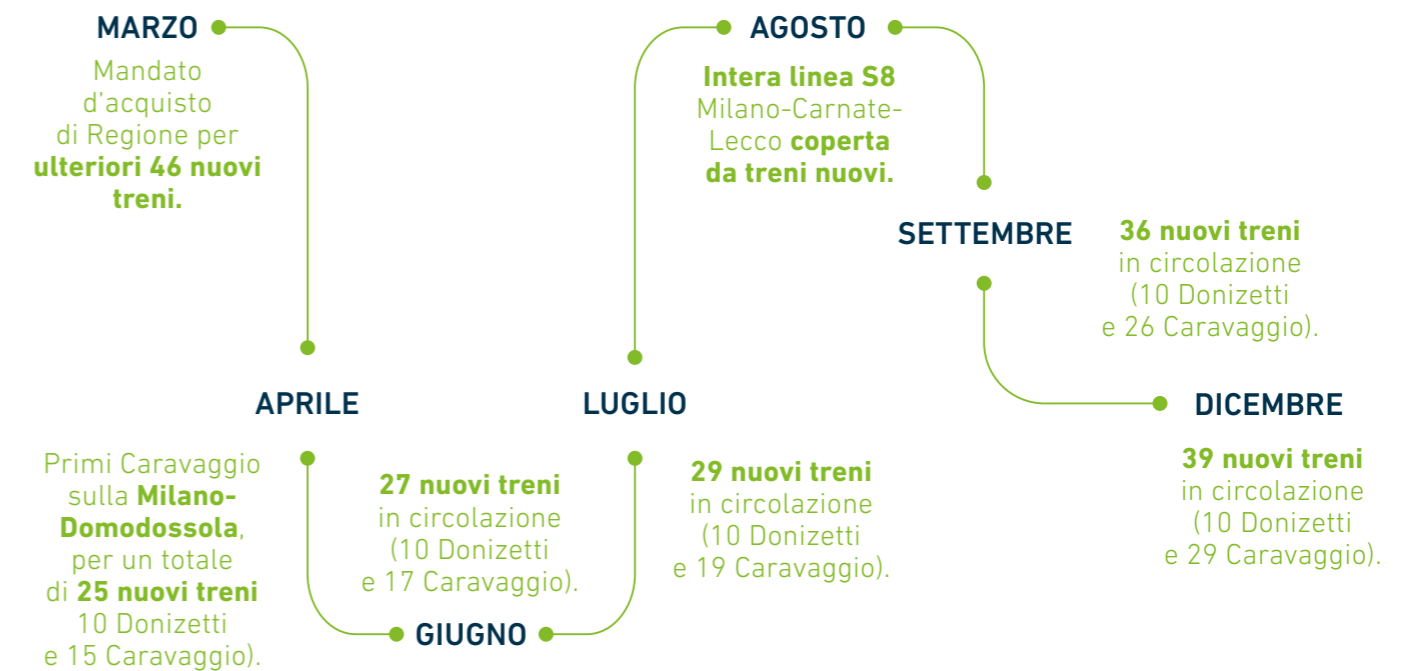 MARZO
Mandato
d'acquisto
di Regione per
ulteriori 46 nuovi
treni.
APRILE
Primi Caravaggio
sulla Milano-
Domodossola,
per un totale
di 25 nuovi treni
10 Donizetti
e 15 Caravaggio).
GIUGNO
27 nuovi treni
in circolazione
(10 Donizetti
e 17 Caravaggio).
LUGLIO
29 nuovi treni
in circolazione
(10 Donizetti
e 19 Caravaggio).
AGOSTO
Intera linea S8
Milano-Carnate-
Lecco coperta
da treni nuovi.
SETTEMBRE
36 nuovi treni
in circolazione
(10 Donizetti
e 26 Caravaggio).
DICEMBRE
39 nuovi treni
in circolazione
(10 Donizetti
e 29 Caravaggio).